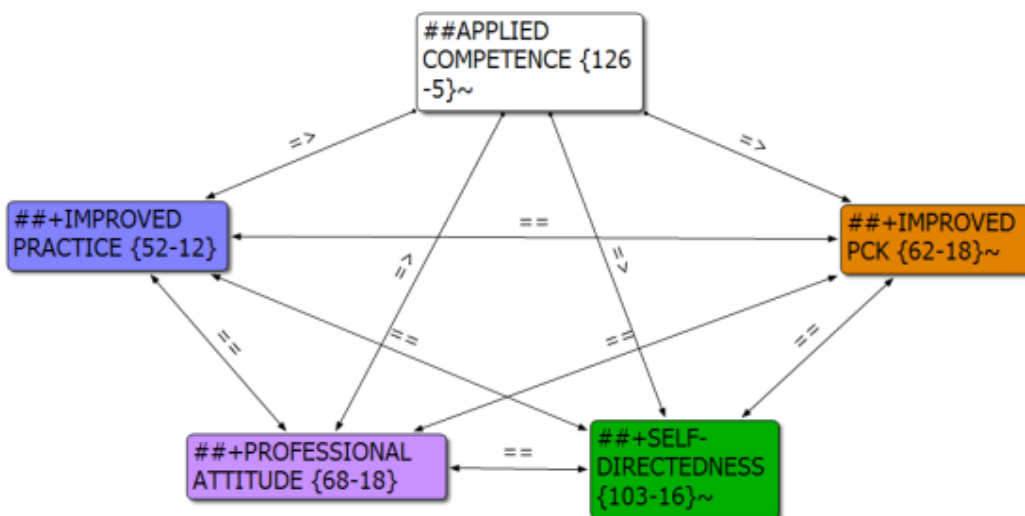 ##APPLIED
COMPETENCE {126
-5}~
=>
=>
##+IMPROVED
PRACTICE {52-12}
==
##+IMPROVED
PCK {62-18}~
=>
=>
==
==
==
==
##+PROFESSIONAL
ATTITUDE {68-18}
==
##+SELF-
DIRECTEDNESS
{103-16}~